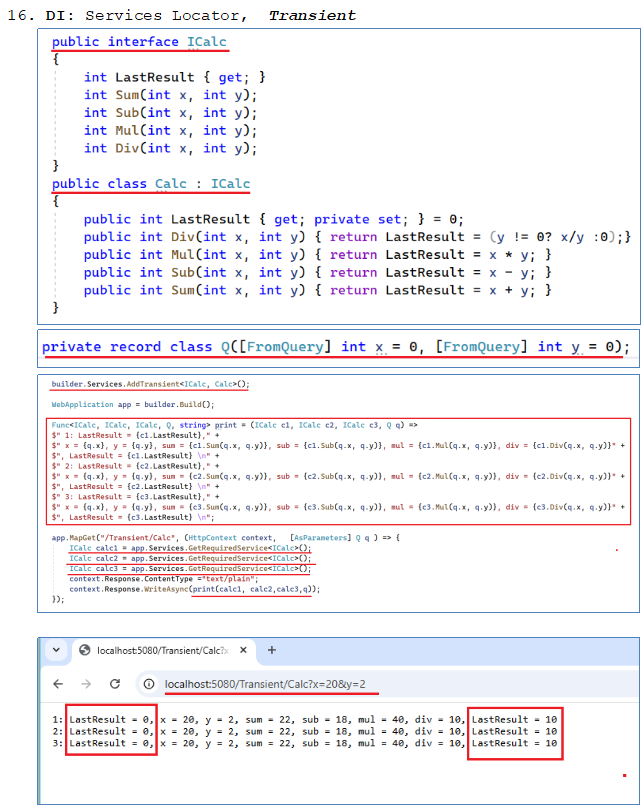 16. DI: Services Locator, Transient
public interface ICalc
{
int LastResult { get; }
int Sum(int x, int y);
int Sub(int x, int y);
int Mul(int x, int y);
int Div(int x, int y);
}
public class Calc : ICalc
{
public int LastResult { get; private set; } = 0;
public int Div(int x, int y) { return LastResult = (y != 0? x/y :0);}
public int Mul(int x, int y) { return LastResult = x * y; }
public int Sub(int x, int y) { return LastResult = x - y; }
public int Sum(int x, int y) { return LastResult = x + y; }
}
private record class Q([FromQuery] int x = 0, [FromQuery] int y = 0);
builder.Services.AddTransient<ICalc, Calc>();
WebApplication app = builder.Build();
Func<ICalc, ICalc, ICalc, Q, string> print = (ICalc c1, ICalc c2, ICalc c3, Q q) =>
$" 1: LastResult = {c1.LastResult}," +
$" x = {q.x}, y = {q.y}, sum = {c1.Sum(q.x, q.y)}, sub = {c1.Sub(q.x, q.y)}, mul = {c1.Mul(q.x, q.y)}, div = {c1.Div(q.x, q.y)}" +
$", LastResult = {c1.LastResult} \n" +
$" 2: LastResult = {c2.LastResult}," +
$" x = {q.x}, y = {q.y}, sum = {c2.Sum(q.x, q.y)}, sub = {c2.Sub(q.x, q.y)}, mul = {c2.Mul(q.x, q.y)}, div = {c2.Div(q.x, q.y)}" +
$", LastResult = {c2.LastResult} \n" +
$" 3: LastResult = {c3.LastResult}," +
$" x = {q.x}, y = {q.y}, sum = {c3.Sum(q.x, q.y)}, sub = {c3.Sub(q.x, q.y)}, mul = {c3.Mul(q.x, q.y)}, div = {c3.Div(q.x, q.y)}" +
$", LastResult = {c3.LastResult} \n";
app.MapGet("/Transient/Calc", (HttpContext context, [AsParameters] Q q ) => {
ICalc calc1 = app.Services.GetRequiredService<ICalc>();
ICalc calc2 = app.Services.GetRequiredService<ICalc>();
ICalc calc3 = app.Services.GetRequiredService<ICalc>();
context.Response.ContentType ="text/plain";
context.Response.WriteAsync(print(calc1, calc2,calc3,q));
});
localhost:5080/Transient/Calc?x
localhost:5080/Transient/Calc?x=20&y=2
1: LastResult = 0, x = 20, y = 2, sum = 22, sub = 18, mul = 40, div = 10, LastResult = 10
2: LastResult = 0, x = 20, y = 2, sum = 22, sub = 18, mul = 40, div = 10, LastResult = 10
3: LastResult = 0, x = 20, y = 2, sum = 22, sub = 18, mul = 40, div = 10, LastResult = 10